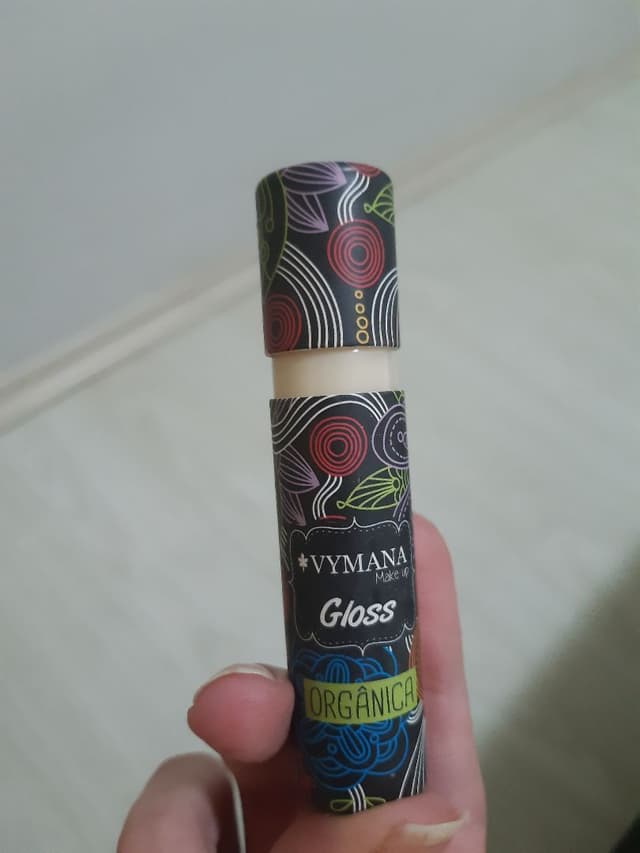 VYMANA
Make up
Gloss
ORGÂNICA